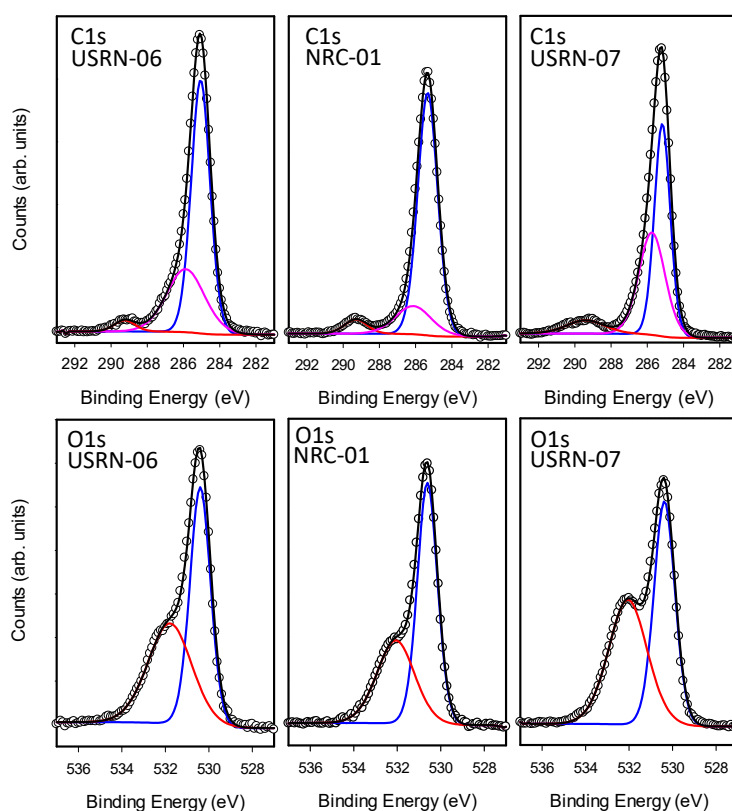 C1s
USRN-06
C1s
NRC-01
C1s
USRN-07
Counts (arb. units)
292 290 288 286 284 282
292 290 288 286 284 282
292 290 288 286 284 282
Binding Energy (eV)
Binding Energy (eV)
Binding Energy (eV)
O1s
USRN-06
O1s
NRC-01
O1s
USRN-07
Counts (arb. units)
536 534 532 530 528
536 534 532 530 528
536 534 532 530 528
Binding Energy (eV)
Binding Energy (eV)
Binding Energy (eV)